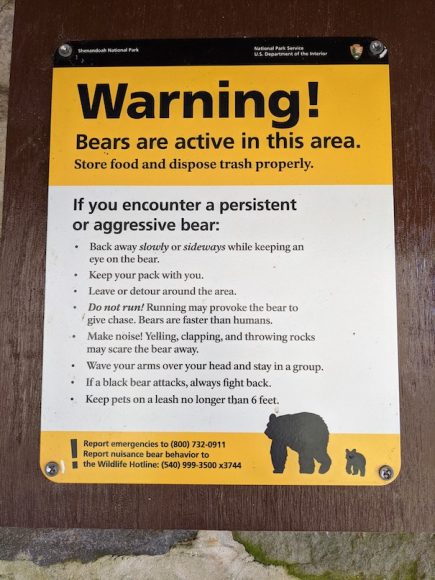 Shenandoah National Park
National Park Service
U.S. Department of the Interior
Warning!
Bears are active in this area.
Store food and dispose trash properly.
If you encounter a persistent
or aggressive bear:
• Back away slowly or sideways while keeping an
eye on the bear.
• Keep your pack with you.
• Leave or detour around the area.
• Do not run! Running may provoke the bear to
give chase. Bears are faster than humans.
• Make noise! Yelling, clapping, and throwing rocks
may scare the bear away.
• Wave your arms over your head and stay in a group.
• If a black bear attacks, always fight back.
• Keep pets on a leash no longer than 6 feet.
! Report emergencies to (800) 732-0911
Report nuisance bear behavior to
the Wildlife Hotline: (540) 999-3500 x3744